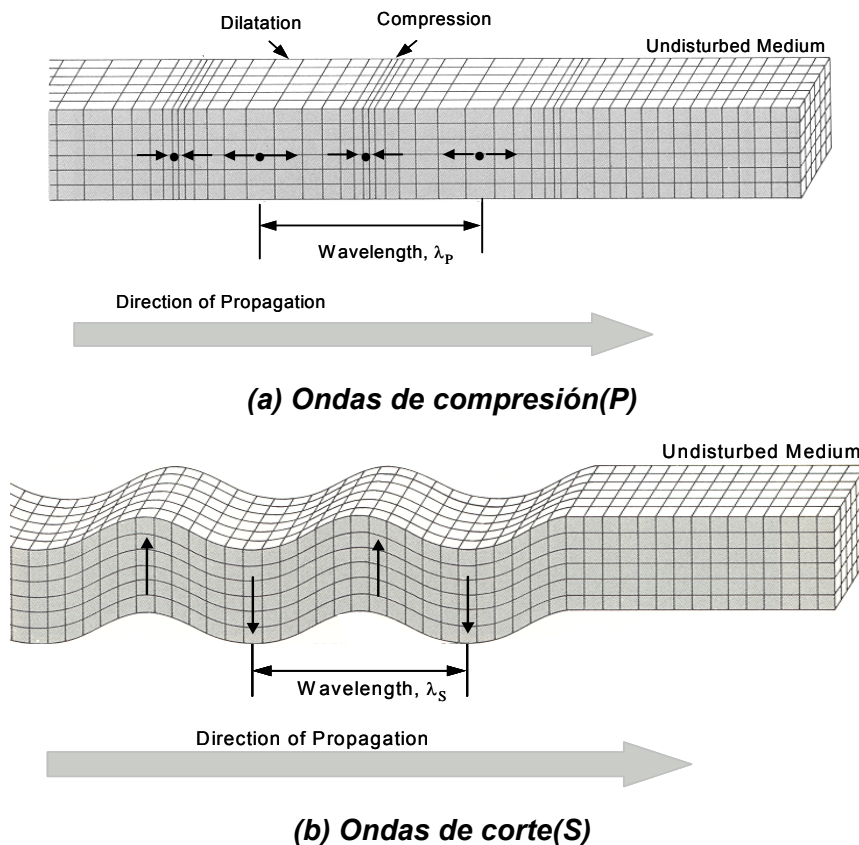 Dilatation
Compression
Undisturbed Medium
Wavelength, λP
Direction of Propagation
(a) Ondas de compresión(P)
Undisturbed Medium
Wavelength, λS
Direction of Propagation
(b) Ondas de corte(S)